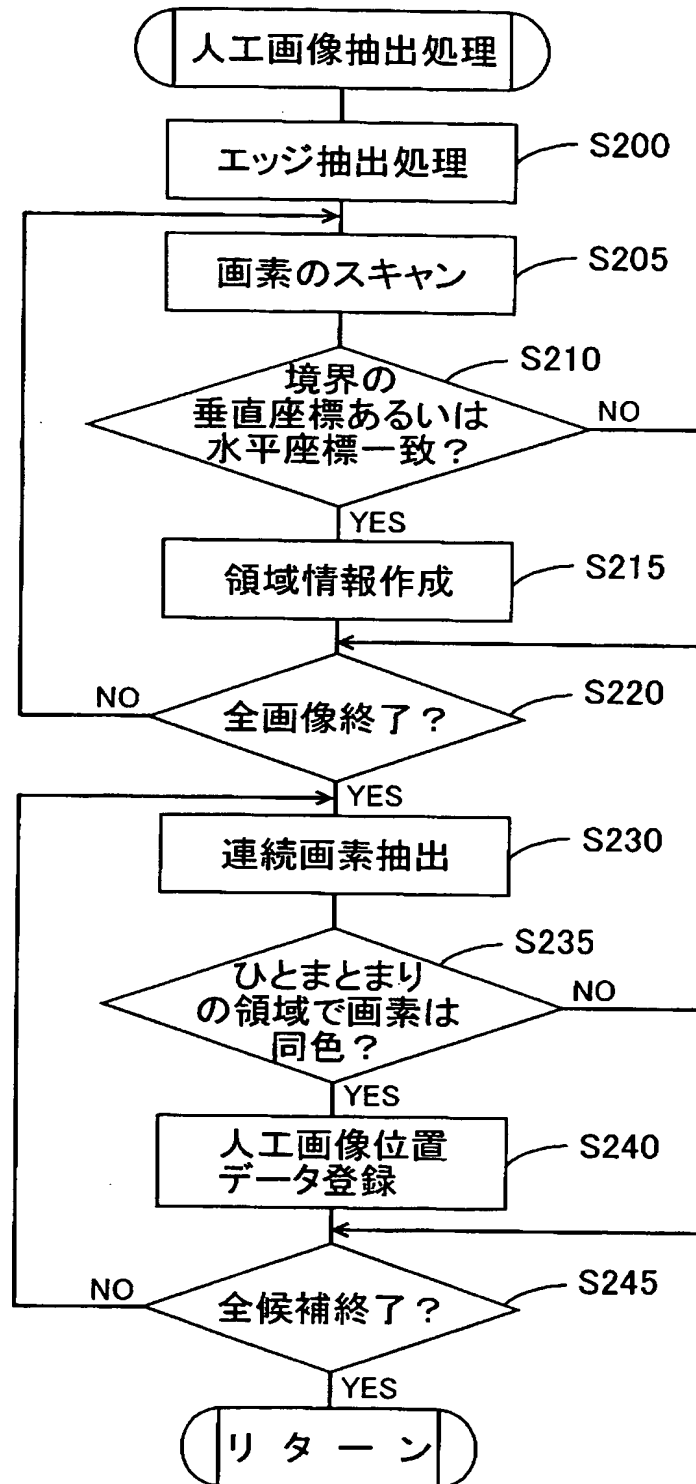 人工画像抽出処理
エッジ抽出処理
S200
画素のスキャン
S205
境界の
垂直座標あるいは
水平座標一致？
S210
NO
YES
領域情報作成
S215
全画像終了？
S220
NO
YES
連続画素抽出
S230
ひとまとまり
の領域で画素は
同色？
S235
NO
YES
人工画像位置
データ登録
S240
全候補終了？
S245
NO
YES
リターン